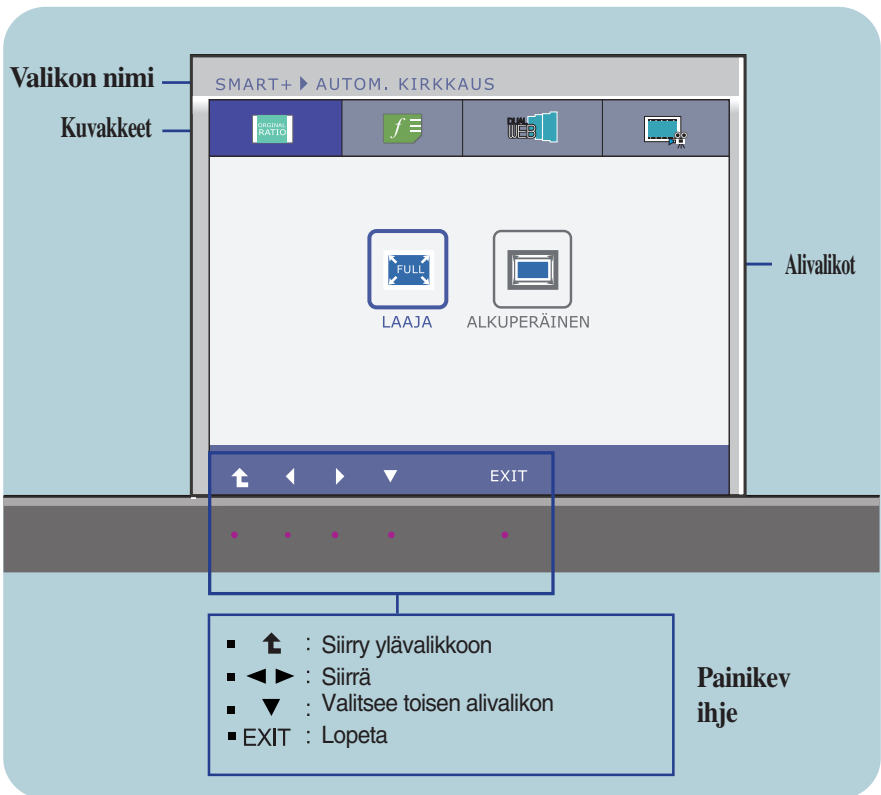 Valikon nimi
SMART+ ▶ AUTOM. KIRKKAUS
Kuvakkeet
ORGINAL
RATIO
f
DUAL
WEB
Alivalikot
FULL
LAAJA
ALKUPERÄINEN
EXIT
■ : Siirry ylävalikkoon
■ ◀ ▶ : Siirrä
■ ▼ : Valitsee toisen alivalikon
■ EXIT : Lopeta
Painikev
ihje